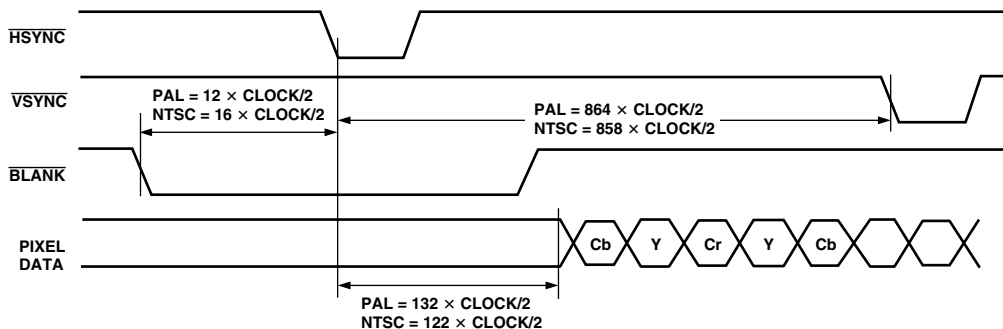 HSYNC
VSYNC
PAL = 12 × CLOCK/2
NTSC = 16 × CLOCK/2
PAL = 864 × CLOCK/2
NTSC = 858 × CLOCK/2
BLANK
PIXEL
DATA
Cb Y Cr Y Cb
PAL = 132 × CLOCK/2
NTSC = 122 × CLOCK/2